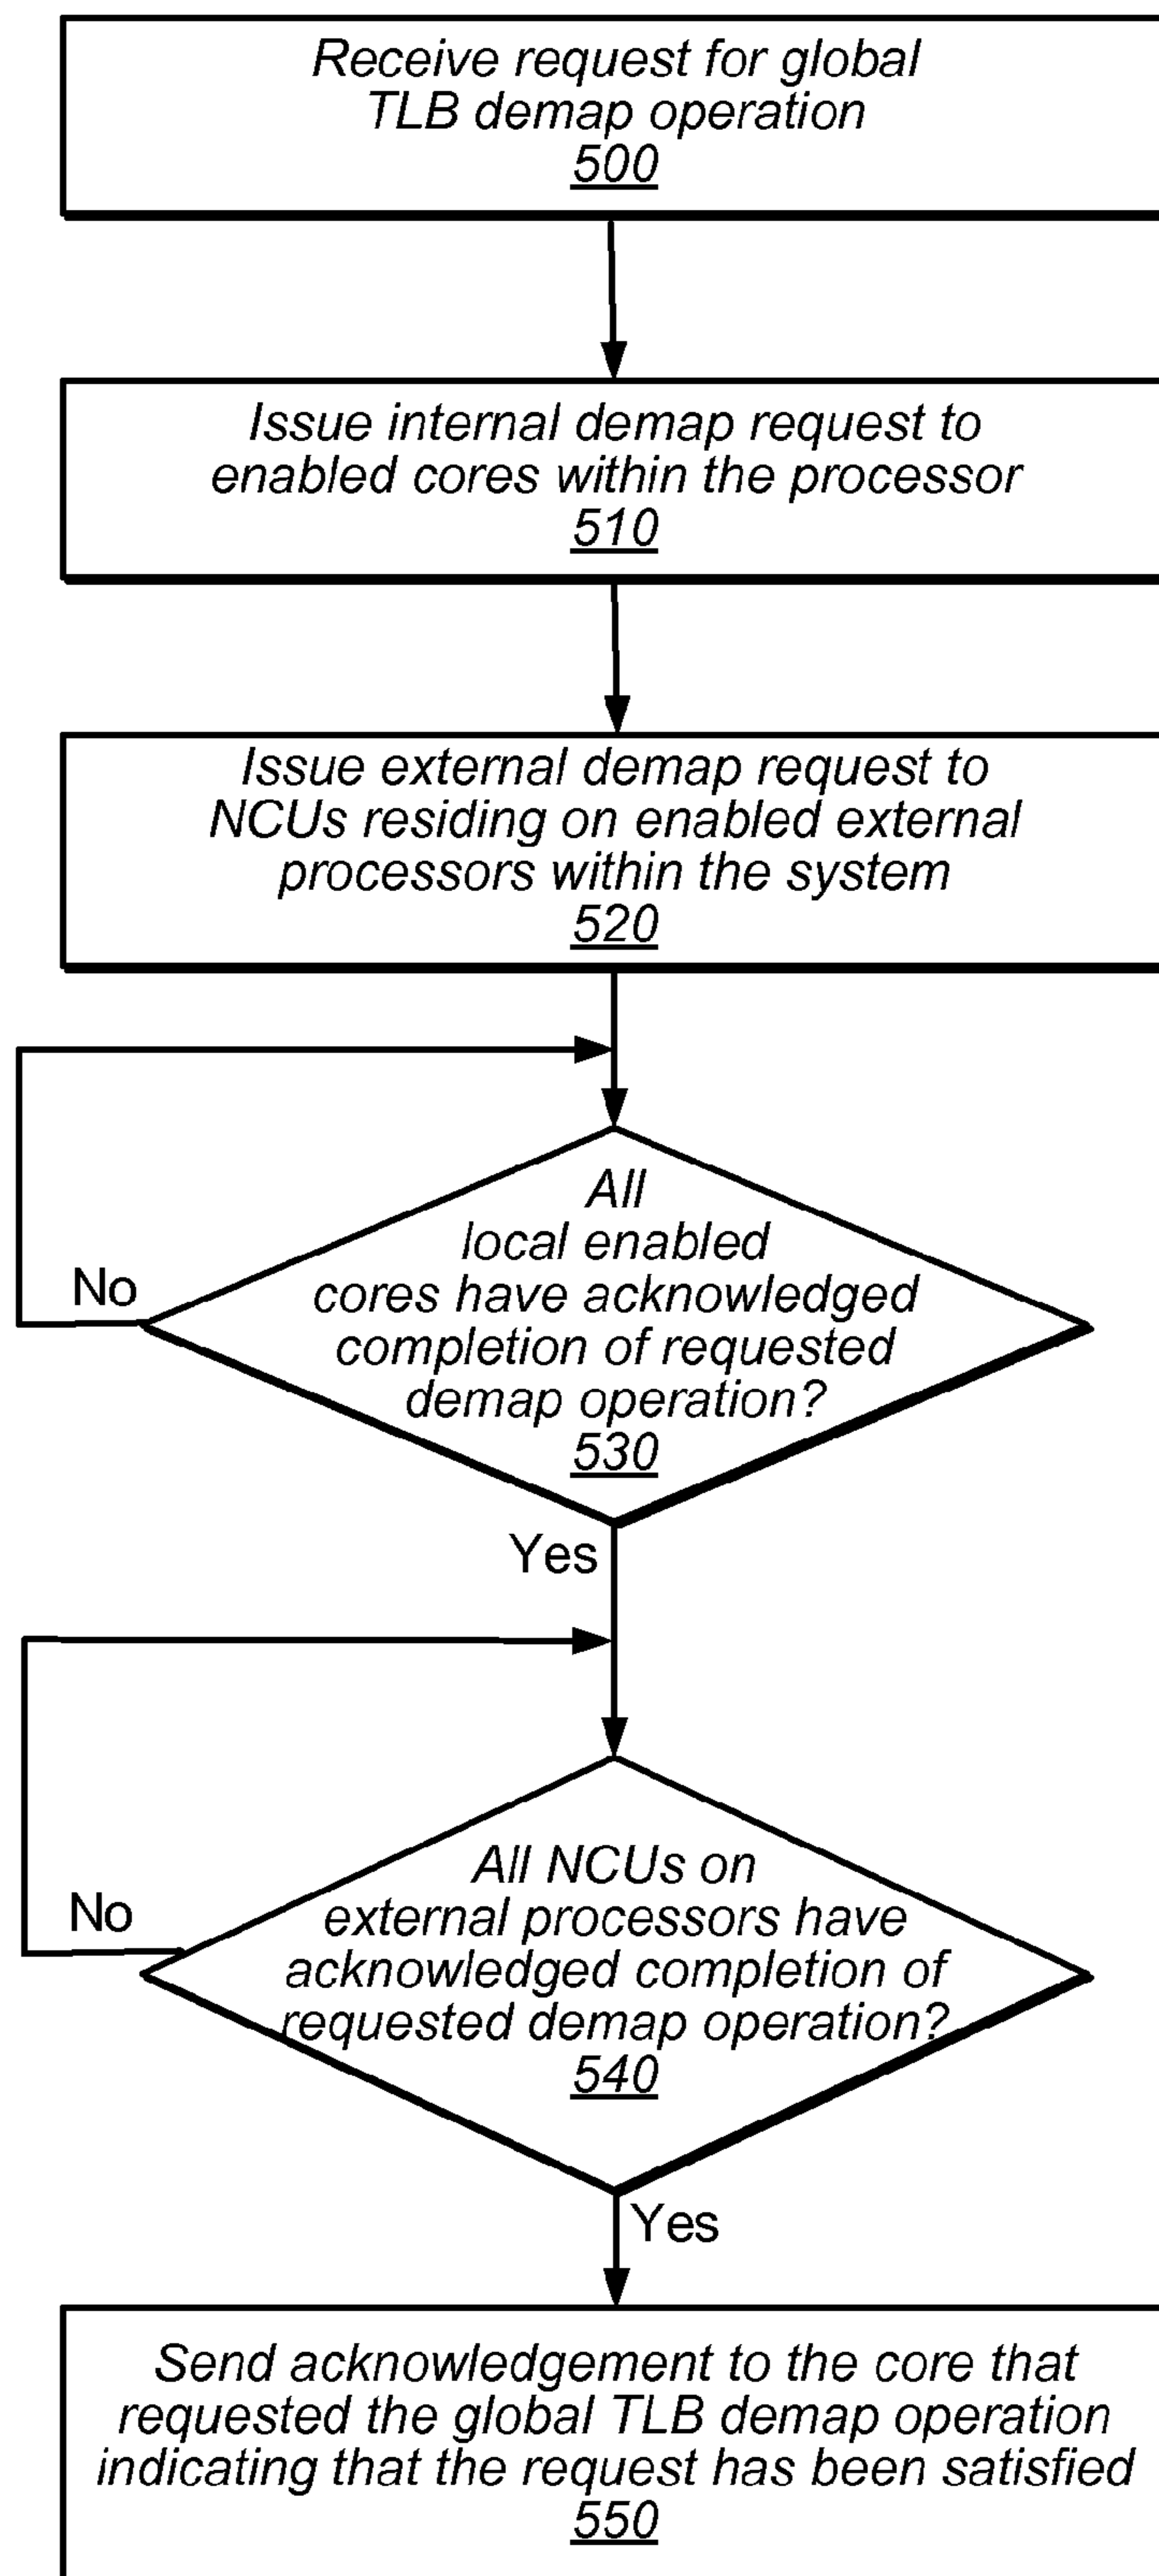 Receive request for global
TLB demap operation
500
Issue internal demap request to
enabled cores within the processor
510
Issue external demap request to
NCUs residing on enabled external
processors within the system
520
All
local enabled
cores have acknowledged
completion of requested
demap operation?
530
No
Yes
All NCUs on
external processors have
acknowledged completion of
requested demap operation?
540
No
Yes
Send acknowledgement to the core that
requested the global TLB demap operation
indicating that the request has been satisfied
550